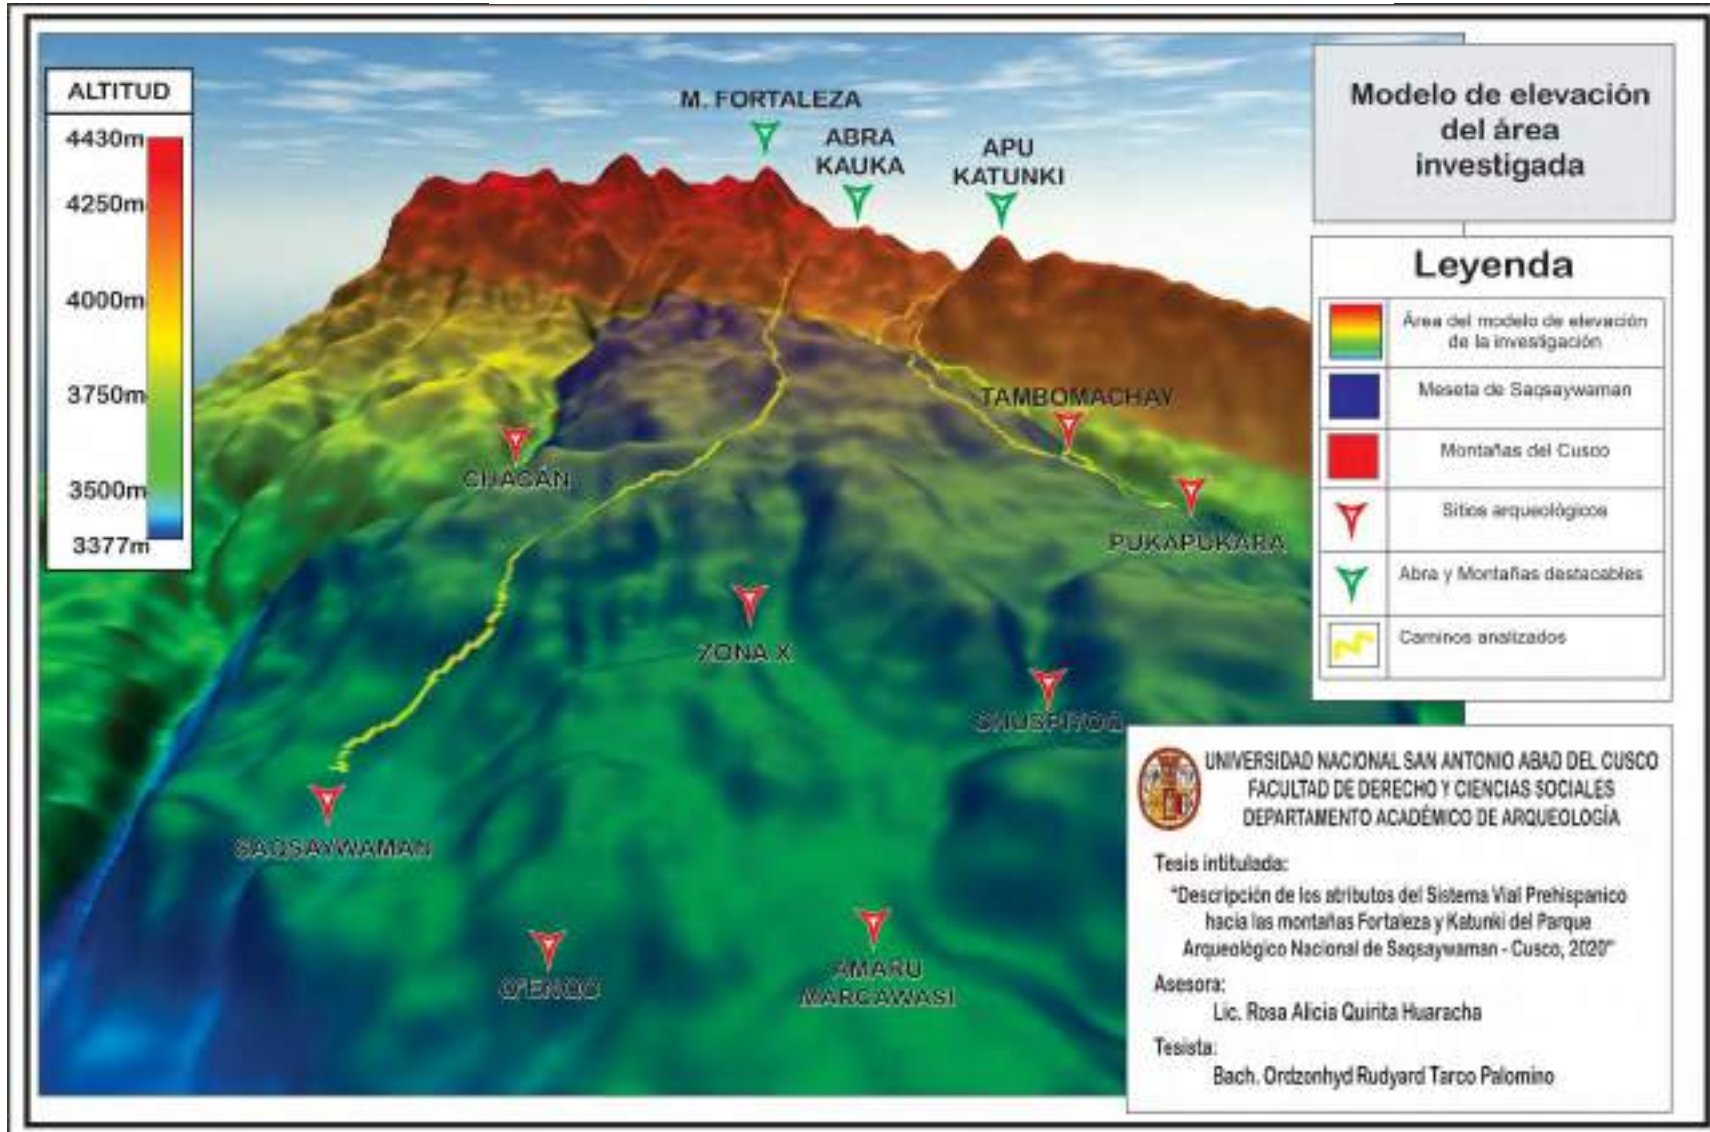 ALTITUD
4430m
4250m
4000m
3750m
3500m
3377m
M. FORTALEZA
ABRA
KAUKA
APU
KATUNKI
TAMBOMACHAY
PUKAPUKARA
ZONA X
CHUSPIYOQ
SAQSAYWAMAN
Q'ENQO
AMARU
MARCAWASI
Modelo de elevación
del área
investigada
Leyenda
Área del modelo de elevación
de la investigación
Meseta de Saqsaywaman
Montañas del Cusco
Sitios arqueológicos
Abra y Montañas destacables
Caminos analizados
UNIVERSIDAD NACIONAL SAN ANTONIO ABAD DEL CUSCO
FACULTAD DE DERECHO Y CIENCIAS SOCIALES
DEPARTAMENTO ACADÉMICO DE ARQUEOLOGÍA
Tesis intitulada:
"Descripción de los atributos del Sistema Vial Prehispanico
hacia las montañas Fortaleza y Katunki del Parque
Arqueológico Nacional de Saqsaywaman - Cusco, 2020"
Asesora:
Lic. Rosa Alicia Quirita Huaracha
Tesista:
Bach. Ordzonhyd Rudyard Tarco Palomino